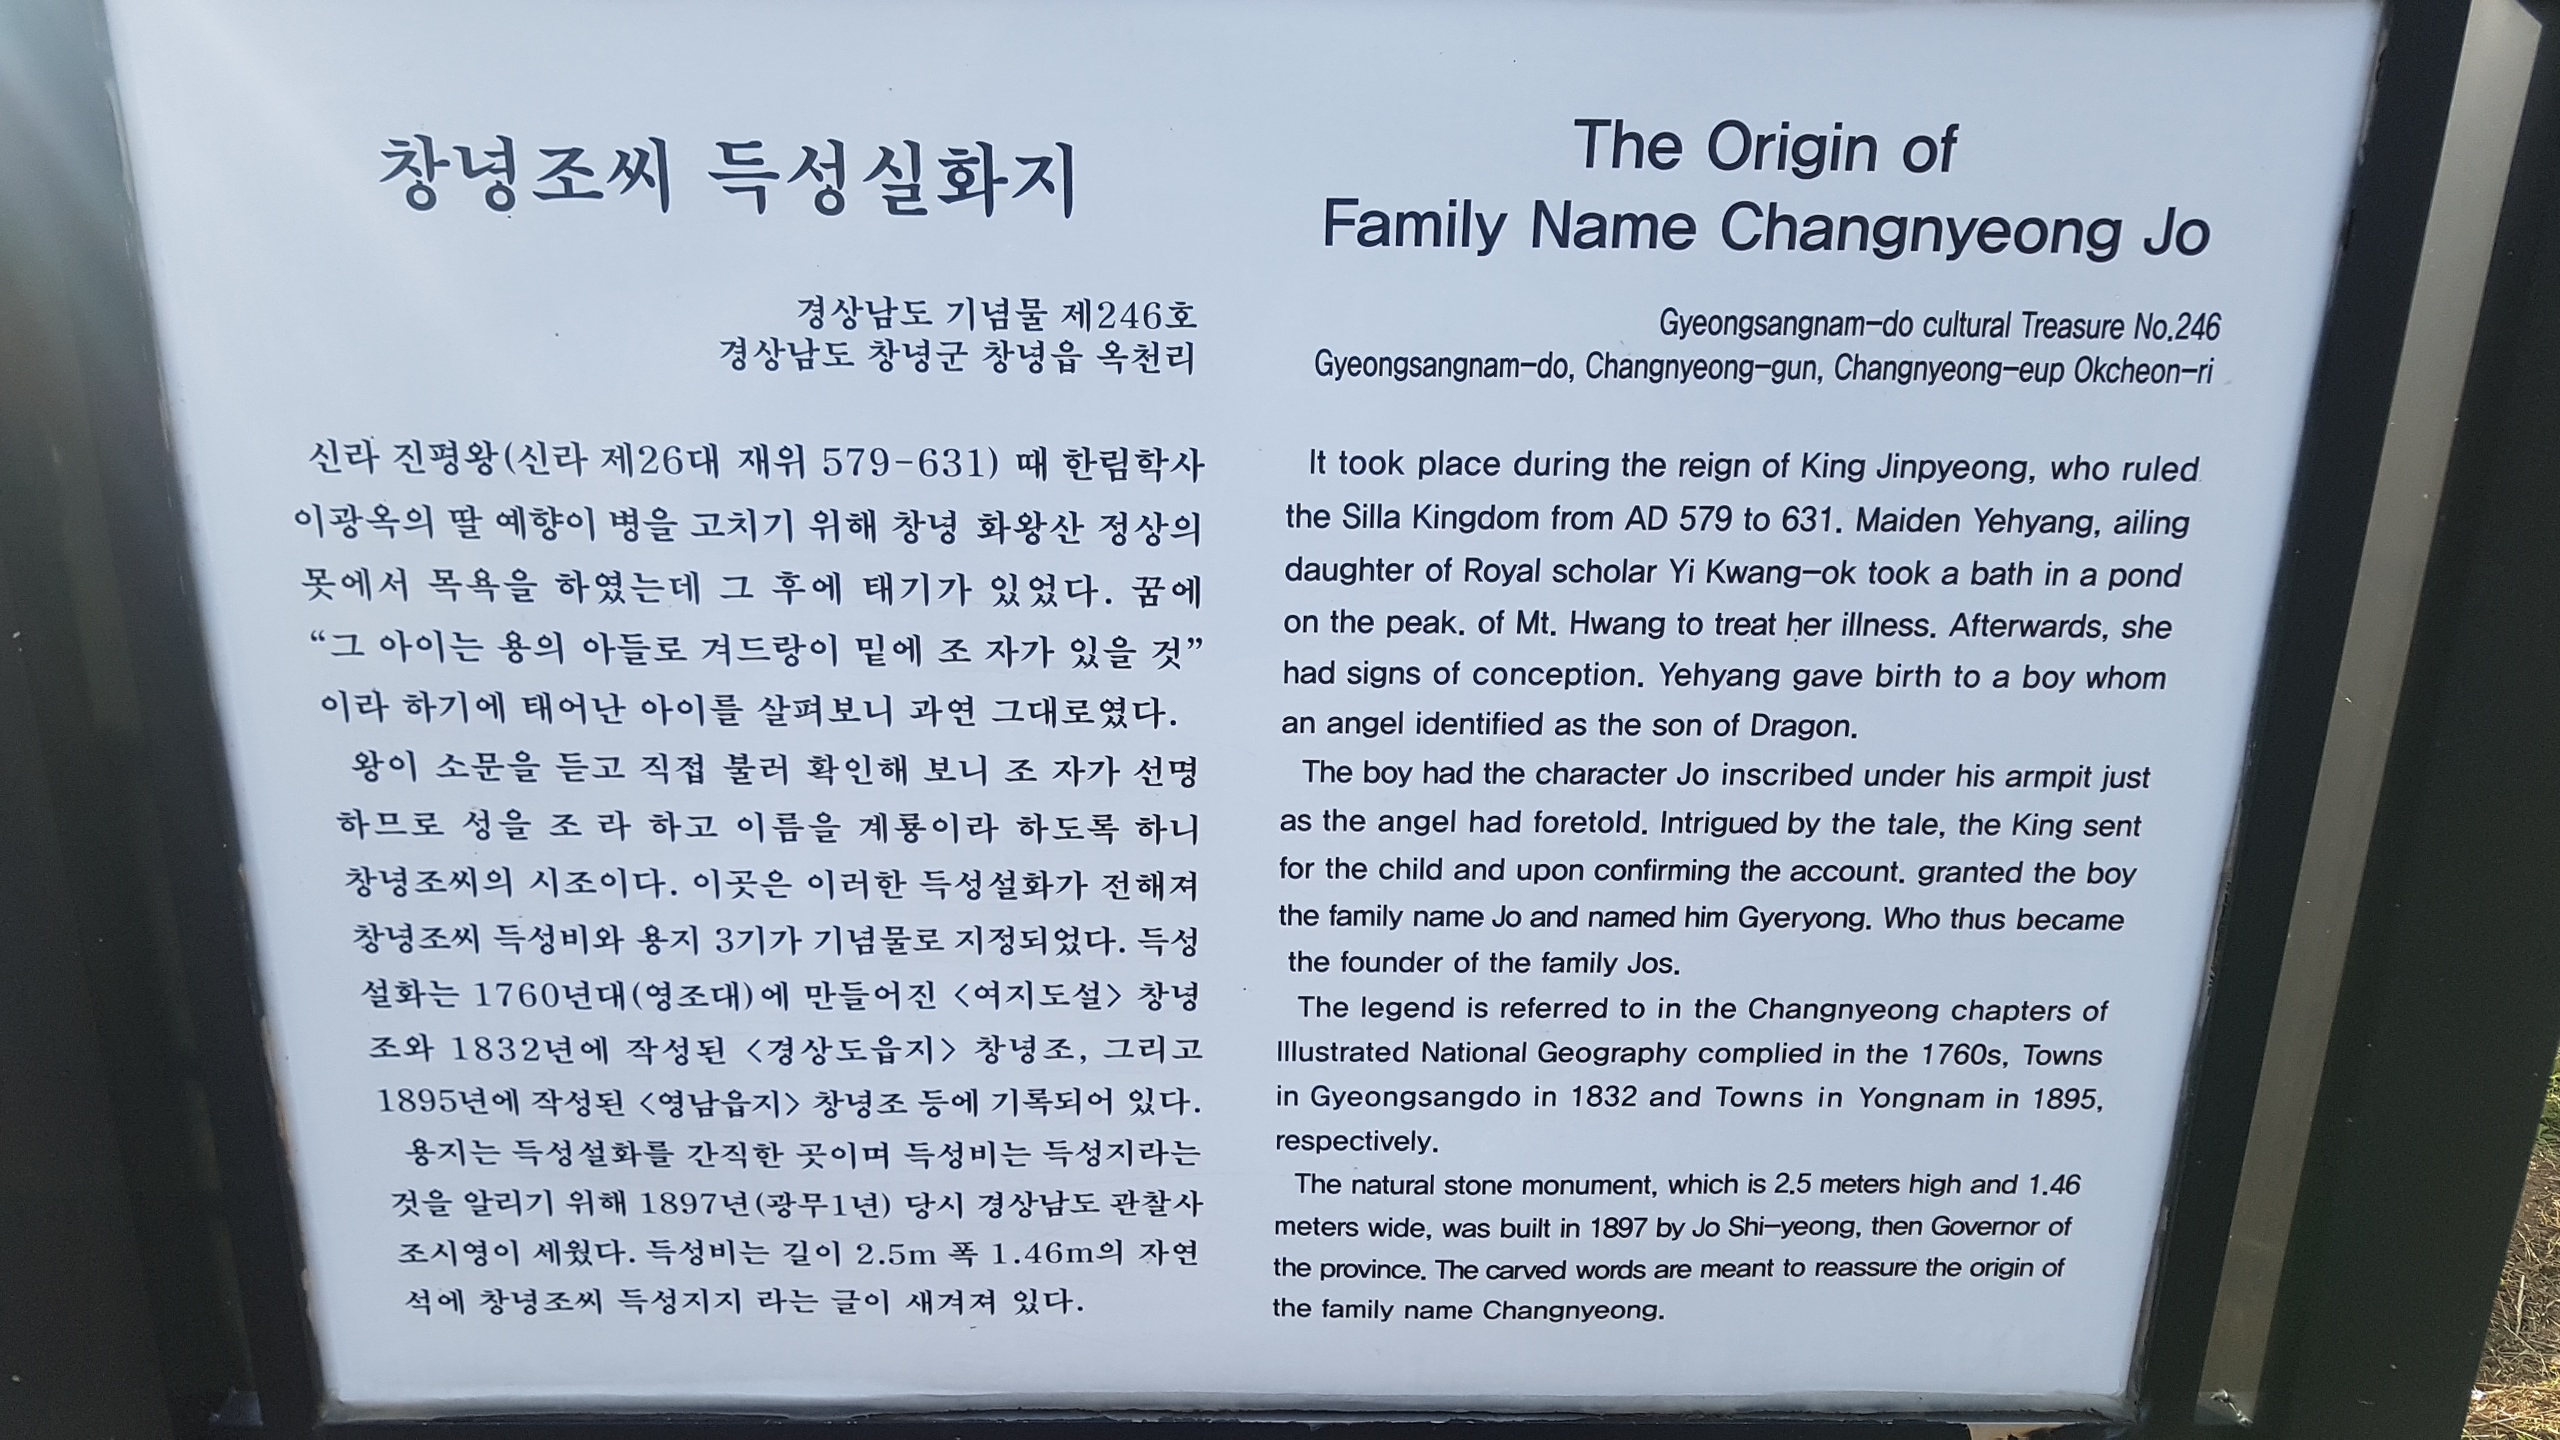 창녕조씨 득성실화지
경상남도 기념물 제246호
경상남도 창녕군 창녕읍 옥천리
신라 진평왕(신라 제26대 재위 579-631) 때 한림학사
이광옥의 딸 예향이 병을 고치기 위해 창녕 화왕산 정상의
못에서 목욕을 하였는데 그 후에 태기가 있었다. 꿈에
“그 아이는 용의 아들로 겨드랑이 밑에 조 자가 있을 것”
이라 하기에 태어난 아이를 살펴보니 과연 그대로였다.
왕이 소문을 듣고 직접 불러 확인해 보니 조 자가 선명
하므로 성을 조 라 하고 이름을 계룡이라 하도록 하니
창녕조씨의 시조이다. 이곳은 이러한 득성설화가 전해져
창녕조씨 득성비와 용지 3기가 기념물로 지정되었다. 득성
설화는 1760년대(영조대)에 만들어진 <여지도설> 창녕
조와 1832년에 작성된 <경상도읍지> 창녕조, 그리고
1895년에 작성된 <영남읍지> 창녕조 등에 기록되어 있다.
용지는 득성설화를 간직한 곳이며 득성비는 득성지라는
것을 알리기 위해 1897년(광무1년) 당시 경상남도 관찰사
조시영이 세웠다. 득성비는 길이 2.5m 폭 1.46m의 자연
석에 창녕조씨 득성지지 라는 글이 새겨져 있다.
The Origin of
Family Name Changnyeong Jo
Gyeongsangnam-do cultural Treasure No.246
Gyeongsangnam-do, Changnyeong-gun, Changnyeong-eup Okcheon-ri
It took place during the reign of King Jinpyeong, who ruled
the Silla Kingdom from AD 579 to 631. Maiden Yehyang, ailing
daughter of Royal scholar Yi Kwang-ok took a bath in a pond
on the peak. of Mt. Hwang to treat her illness. Afterwards, she
had signs of conception. Yehyang gave birth to a boy whom
an angel identified as the son of Dragon.
The boy had the character Jo inscribed under his armpit just
as the angel had foretold. Intrigued by the tale, the King sent
for the child and upon confirming the account. granted the boy
the family name Jo and named him Gyeryong. Who thus became
the founder of the family Jos.
The legend is referred to in the Changnyeong chapters of
Illustrated National Geography complied in the 1760s, Towns
in Gyeongsangdo in 1832 and Towns in Yongnam in 1895,
respectively.
The natural stone monument, which is 2.5 meters high and 1.46
meters wide, was built in 1897 by Jo Shi-yeong, then Governor of
the province. The carved words are meant to reassure the origin of
the family name Changnyeong.